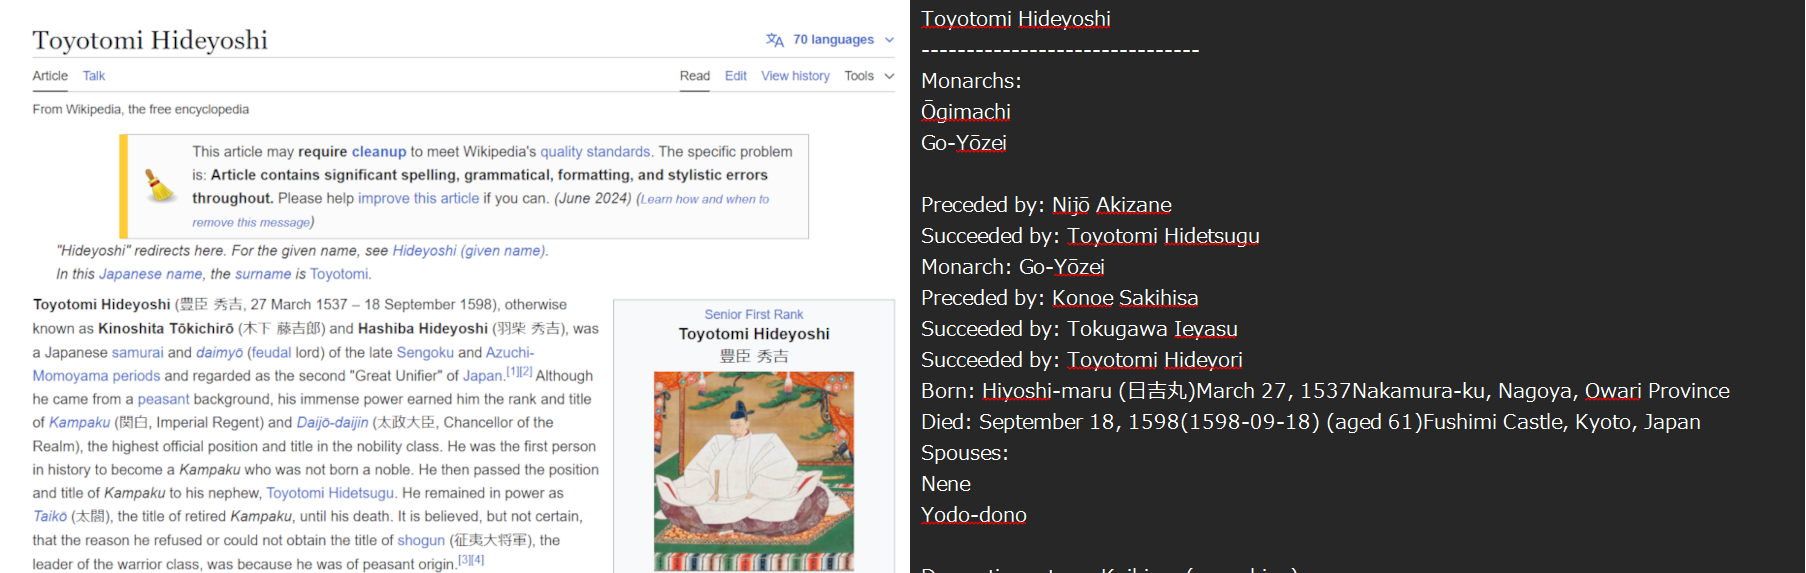 Toyotomi Hideyoshi
70 languages
Article Talk
Read Edit View history Tools
From Wikipedia, the free encyclopedia
This article may require cleanup to meet Wikipedia's quality standards. The specific problem
is: Article contains significant spelling, grammatical, formatting, and stylistic errors
throughout. Please help improve this article if you can. (June 2024) (Learn how and when to
remove this message)
"Hideyoshi" redirects here. For the given name, see Hideyoshi (given name).
In this Japanese name, the surname is Toyotomi.
Toyotomi Hideyoshi (豊臣 秀吉, 27 March 1537 – 18 September 1598), otherwise
known as Kinoshita Tōkichirō (木下 藤吉郎) and Hashiba Hideyoshi (羽柴 秀吉), was
a Japanese samurai and daimyō (feudal lord) of the late Sengoku and Azuchi-
Momoyama periods and regarded as the second "Great Unifier" of Japan.[1][2] Although
he came from a peasant background, his immense power earned him the rank and title
of Kampaku (関白, Imperial Regent) and Daijō-daijin (太政大臣, Chancellor of the
Realm), the highest official position and title in the nobility class. He was the first person
in history to become a Kampaku who was not born a noble. He then passed the position
and title of Kampaku to his nephew, Toyotomi Hidetsugu. He remained in power as
Taikō (太閤), the title of retired Kampaku, until his death. It is believed, but not certain,
that the reason he refused or could not obtain the title of shogun (征夷大将軍), the
leader of the warrior class, was because he was of peasant origin.[3][4]
Senior First Rank
Toyotomi Hideyoshi
豊臣 秀吉
Toyotomi Hideyoshi
-------------------------------
Monarchs:
Ōgimachi
Go-Yōzei
Preceded by: Nijō Akizane
Succeeded by: Toyotomi Hidetsugu
Monarch: Go-Yōzei
Preceded by: Konoe Sakihisa
Succeeded by: Tokugawa Ieyasu
Succeeded by: Toyotomi Hideyori
Born: Hiyoshi-maru (日吉丸)March 27, 1537Nakamura-ku, Nagoya, Owari Province
Died: September 18, 1598(1598-09-18) (aged 61)Fushimi Castle, Kyoto, Japan
Spouses:
Nene
Yodo-dono